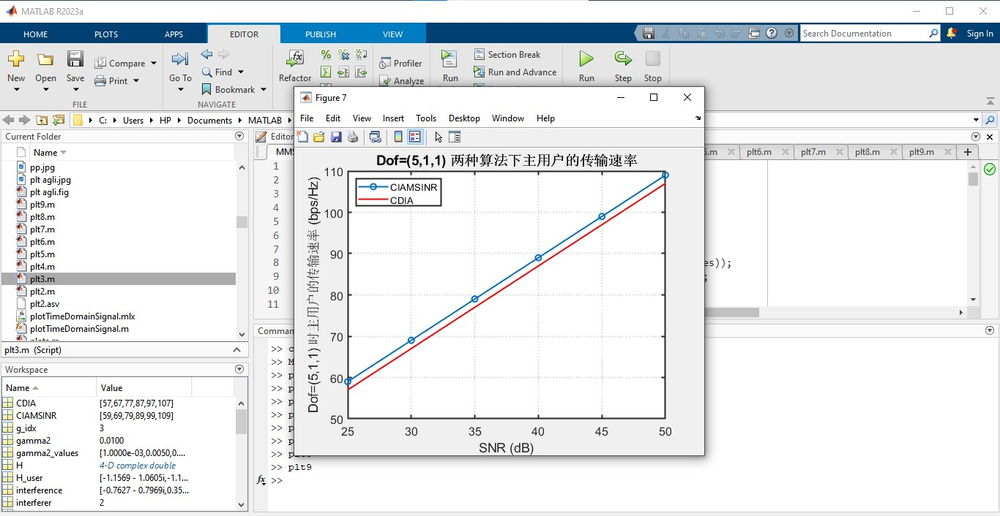 MATLAB R2023a
HOME PLOTS APPS EDITOR PUBLISH VIEW Search Documentation Sign In
New Open Save Compare Print Go To Find Bookmark Refactor Profiler Analyze Run Section Break Run and Advance Run Step Stop
FILE NAVIGATE
C: Users HP Documents MATLAB
Current Folder
Name
pp.jpg
plt agli.jpg
plt agli.fig
plt9.m
plt8.m
plt7.m
plt6.m
plt5.m
plt4.m
plt3.m
plt2.m
plt2.asv
plotTimeDomainSignal.mlx
plotTimeDomainSignal.m
plt3.m (Script)
Workspace
Name Value
CDIA [57,67,77,87,97,107]
CIAMSINR [59,69,79,89,99,109]
g_idx 3
gamma2 0.0100
gamma2_values [1.0000e-03,0.0050,0....
H 4-D complex double
H_user [-1.1569 - 1.0605i,-1.1...
interference [-0.7627 - 0.7969i,0.35...
interferer 2
Editor
MMS
5.m plt6.m plt7.m plt8.m plt9.m
1
2
3
4
5
6
7
8 es));
9 ;
10
11
Comman
>> c
>> M
>> p
>> p
>> p
>> p
>> p
>> p
>> plt8
>> plt9
fx >>
Figure 7
File Edit View Insert Tools Desktop Window Help
Dof=(5,1,1) 两种算法下主用户的传输速率
CIAMSINR
CDIA
Dof=(5,1,1) 时主用户的传输速率 (bps/Hz)
110
100
90
80
70
60
50
25 30 35 40 45 50
SNR (dB)